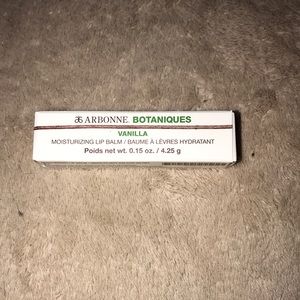 ARBONNE BOTANIQUES
VANILLA
MOISTURIZING LIP BALM / BAUME À LÈVRES HYDRATANT
Poids net wt. 0.15 oz. / 4.25 g